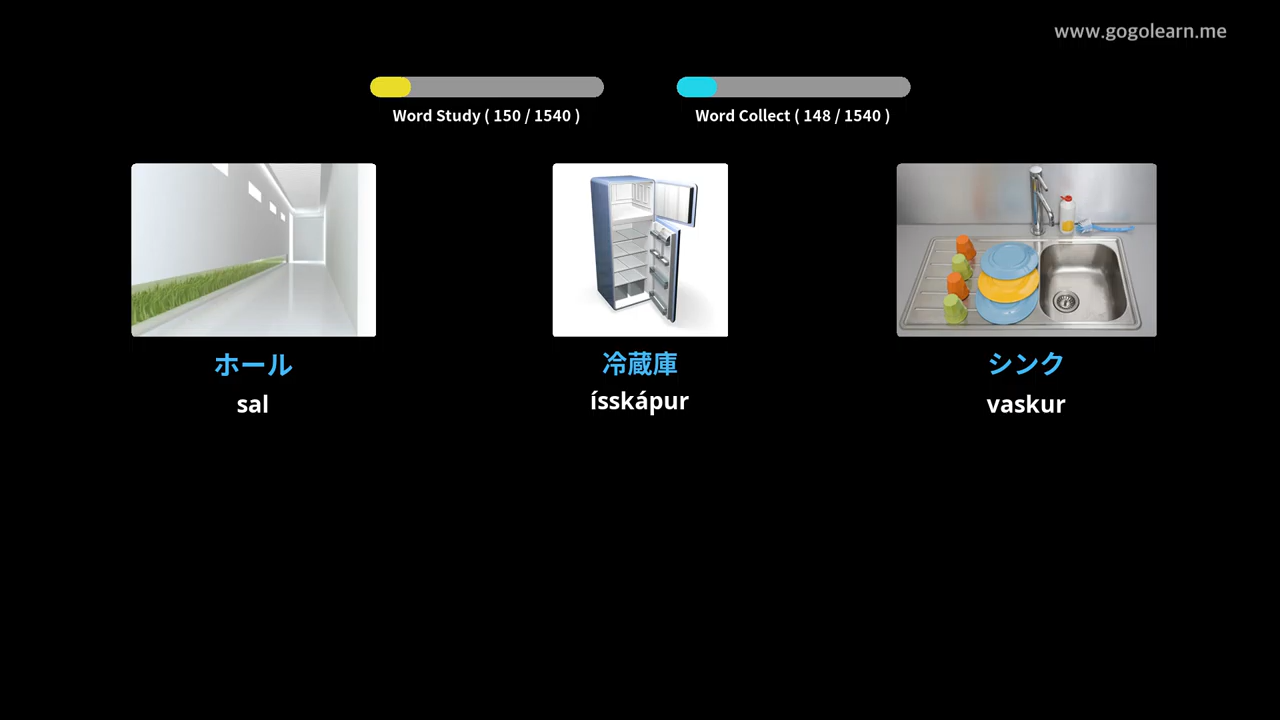 www.gogolearn.me
Word Study ( 150 / 1540 )
Word Collect ( 148 / 1540 )
ホール
sal
冷蔵庫
ísskápur
シンク
vaskur